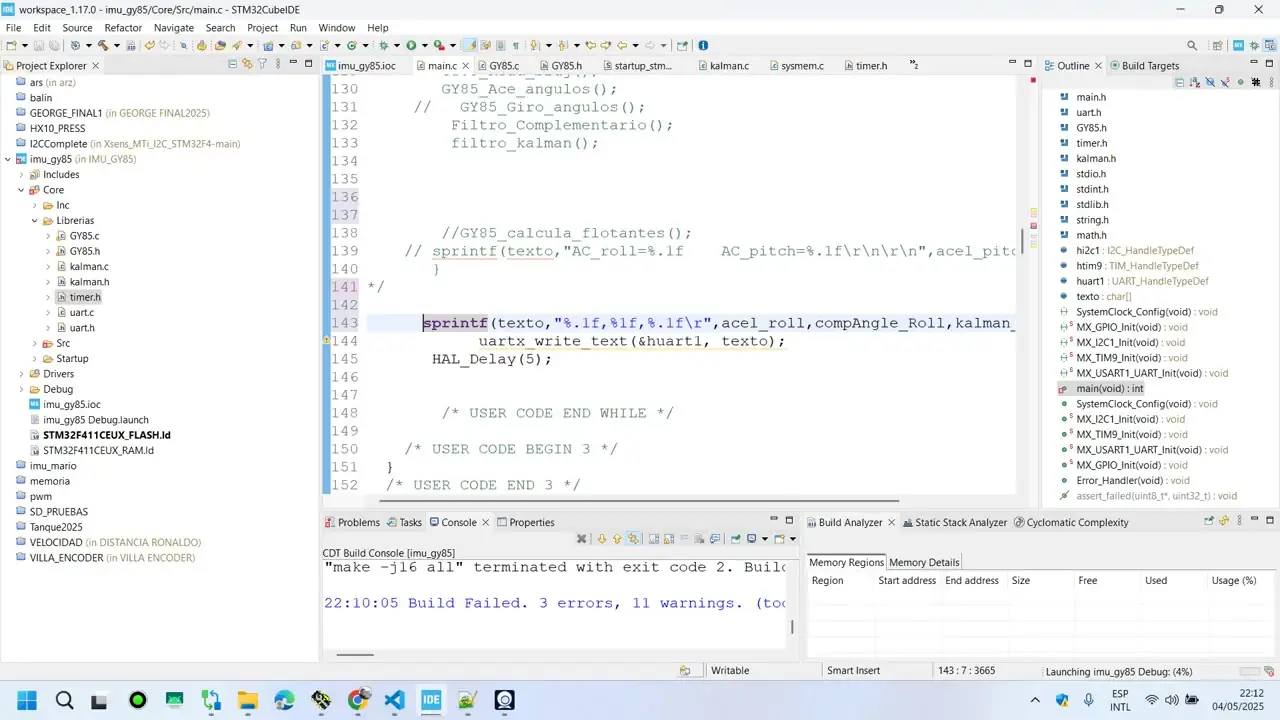 IDE workspace_1.17.0 - imu_gy85/Core/Src/main.c - STM32CubeIDE
File Edit Source Refactor Navigate Search Project Run Window Help
Project Explorer
ars (in arz)
balin
GEORGE_FINAL1 (in GEORGE FINAL2025)
HX10_PRESS
I2CComplete (in Xsens_MTi_I2C_STM32F4-main)
imu_gy85 (in IMU_GY85)
Includes
Core
Inc
Librerias
GY85.c
GY85.h
kalman.c
kalman.h
timer.h
uart.c
uart.h
Src
Startup
Drivers
Debug
imu_gy85.ioc
imu_gy85 Debug.launch
STM32F411CEUX_FLASH.ld
STM32F411CEUX_RAM.ld
imu_mario
memoria
pwm
SD_PRUEBAS
Tanque2025
VELOCIDAD (in DISTANCIA RONALDO)
VILLA_ENCODER (in VILLA ENCODER)
imu_gy85.ioc main.c GY85.c GY85.h startup_stm... kalman.c sysmem.c timer.h
130 GY85_Ace_angulos();
131 // GY85_Giro_angulos();
132 Filtro_Complementario();
133 filtro_kalman();
134
135
136
137
138 //GY85_calcula_flotantes();
139 // sprintf(texto,"AC_roll=%.1f AC_pitch=%.1f\r\n\r\n",acel_pitc
140 }
141 */
142
143 sprintf(texto,"%.1f,%1f,%.1f\r",acel_roll,compAngle_Roll,kalman_
144 uartx_write_text(&huart1, texto);
145 HAL_Delay(5);
146
147
148 /* USER CODE END WHILE */
149
150 /* USER CODE BEGIN 3 */
151 }
152 /* USER CODE END 3 */
Outline Build Targets
main.h
uart.h
GY85.h
timer.h
kalman.h
stdio.h
stdint.h
stdlib.h
string.h
math.h
hi2c1 : I2C_HandleTypeDef
htim9 : TIM_HandleTypeDef
huart1 : UART_HandleTypeDef
texto : char[]
SystemClock_Config(void) : void
MX_GPIO_Init(void) : void
MX_I2C1_Init(void) : void
MX_TIM9_Init(void) : void
MX_USART1_UART_Init(void) : void
main(void) : int
SystemClock_Config(void) : void
MX_I2C1_Init(void) : void
MX_TIM9_Init(void) : void
MX_USART1_UART_Init(void) : void
MX_GPIO_Init(void) : void
Error_Handler(void) : void
assert_failed(uint8_t*, uint32_t) : void
Problems Tasks Console Properties
CDT Build Console [imu_gy85]
"make -j16 all" terminated with exit code 2. Builc
22:10:05 Build Failed. 3 errors, 11 warnings. (too
Build Analyzer Static Stack Analyzer Cyclomatic Complexity
Memory Regions Memory Details
Region Start address End address Size Free Used Usage (%)
Writable Smart Insert 143 : 7 : 3665 Launching imu_gy85 Debug: (4%)
IDE
ESP
INTL
22:12
04/05/2025